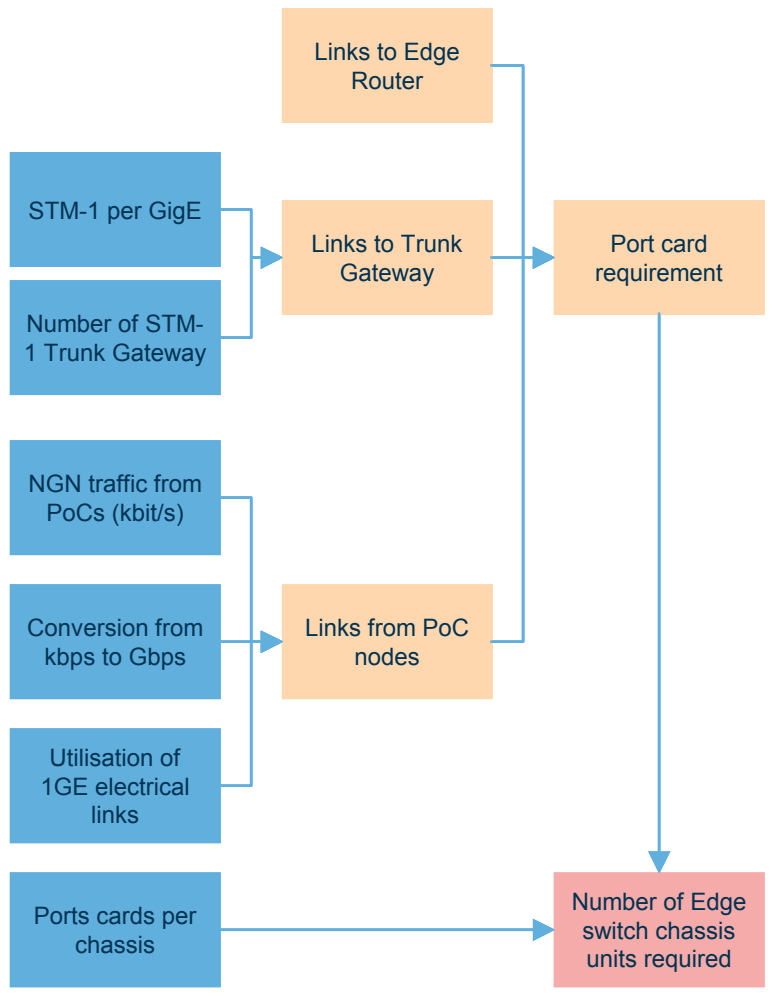 Links to Edge
Router
STM-1 per GigE
Links to Trunk
Gateway
Port card
requirement
Number of STM-
1 Trunk Gateway
NGN traffic from
PoCs (kbit/s)
Conversion from
kbps to Gbps
Links from PoC
nodes
Utilisation of
1GE electrical
links
Ports cards per
chassis
Number of Edge
switch chassis
units required